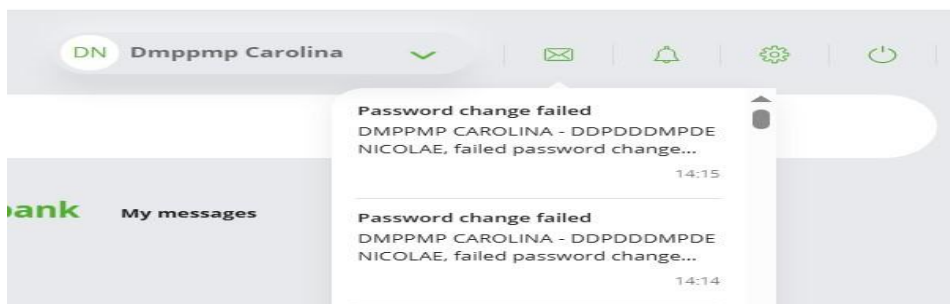 DN Dmppmp Carolina
Password change failed
DMPPMP CAROLINA - DDPDDDMPDE
NICOLAE, failed password change...
14:15
My messages
Password change failed
DMPPMP CAROLINA - DDPDDDMPDE
NICOLAE, failed password change...
14:14